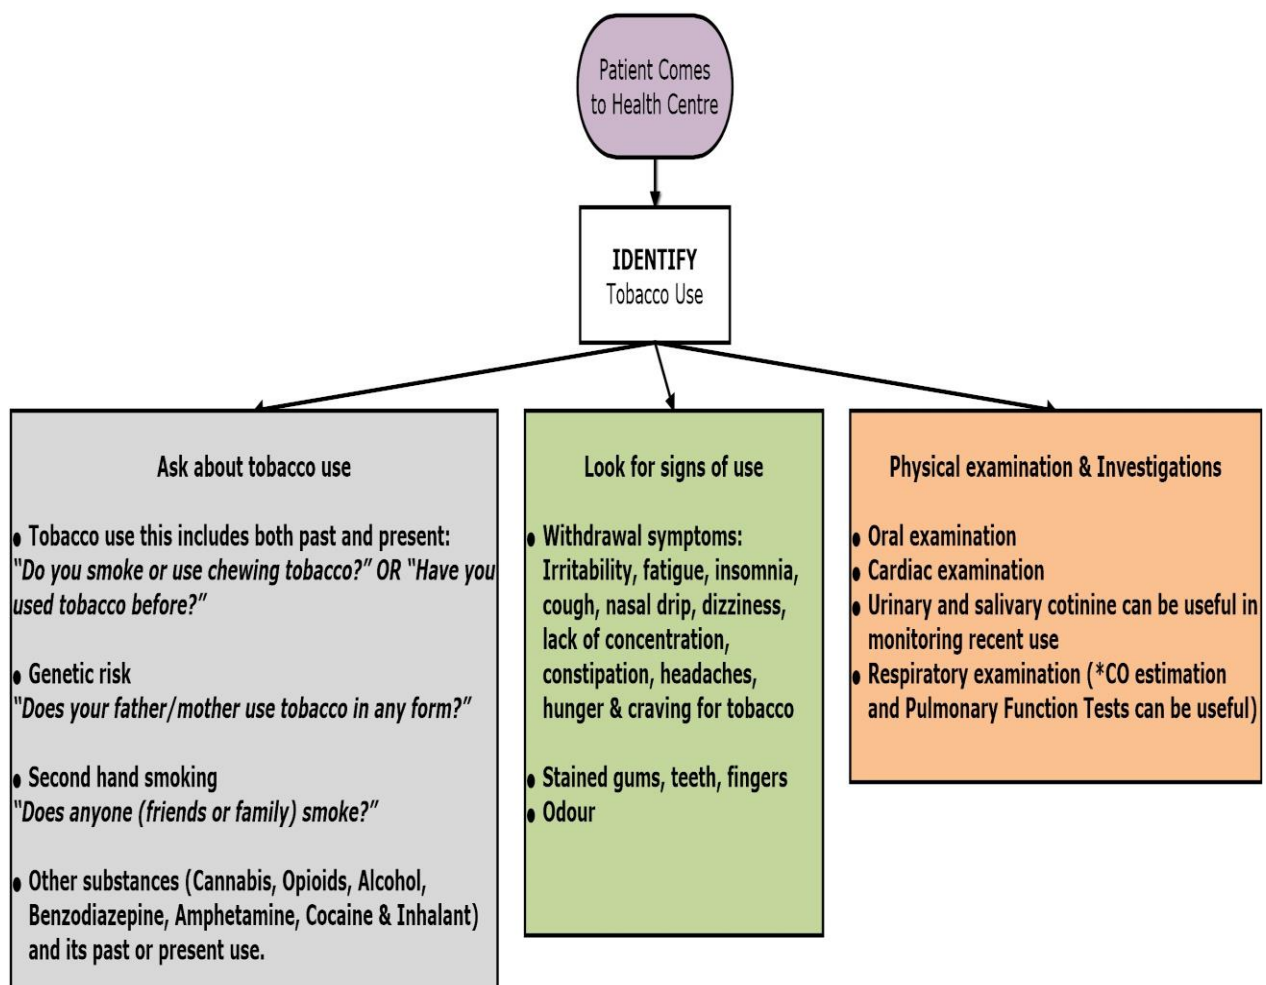 Patient Comes
to Health Centre
IDENTIFY
Tobacco Use
Ask about tobacco use
● Tobacco use this includes both past and present:
“Do you smoke or use chewing tobacco?” OR “Have you
used tobacco before?”
● Genetic risk
“Does your father/mother use tobacco in any form?”
● Second hand smoking
“Does anyone (friends or family) smoke?”
● Other substances (Cannabis, Opioids, Alcohol,
Benzodiazepine, Amphetamine, Cocaine & Inhalant)
and its past or present use.
Look for signs of use
● Withdrawal symptoms:
Irritability, fatigue, insomnia,
cough, nasal drip, dizziness,
lack of concentration,
constipation, headaches,
hunger & craving for tobacco
● Stained gums, teeth, fingers
● Odour
Physical examination & Investigations
● Oral examination
● Cardiac examination
● Urinary and salivary cotinine can be useful in
monitoring recent use
● Respiratory examination (*CO estimation
and Pulmonary Function Tests can be useful)